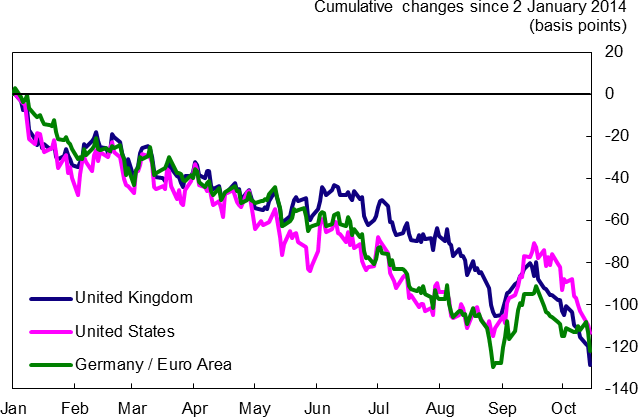 Cumulative changes since 2 January 2014
(basis points)
20
0
-20
-40
-60
-80
-100
-120
-140
United Kingdom
United States
Germany / Euro Area
Jan Feb Mar Apr May Jun Jul Aug Sep Oct